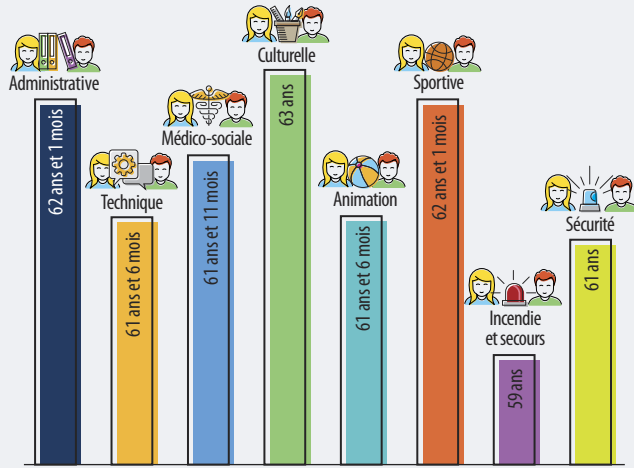 Administrative
62 ans et 1 mois
Technique
61 ans et 6 mois
Médico-sociale
61 ans et 11 mois
Culturelle
63 ans
Animation
61 ans et 6 mois
Sportive
62 ans et 1 mois
Incendie
et secours
59 ans
Sécurité
61 ans